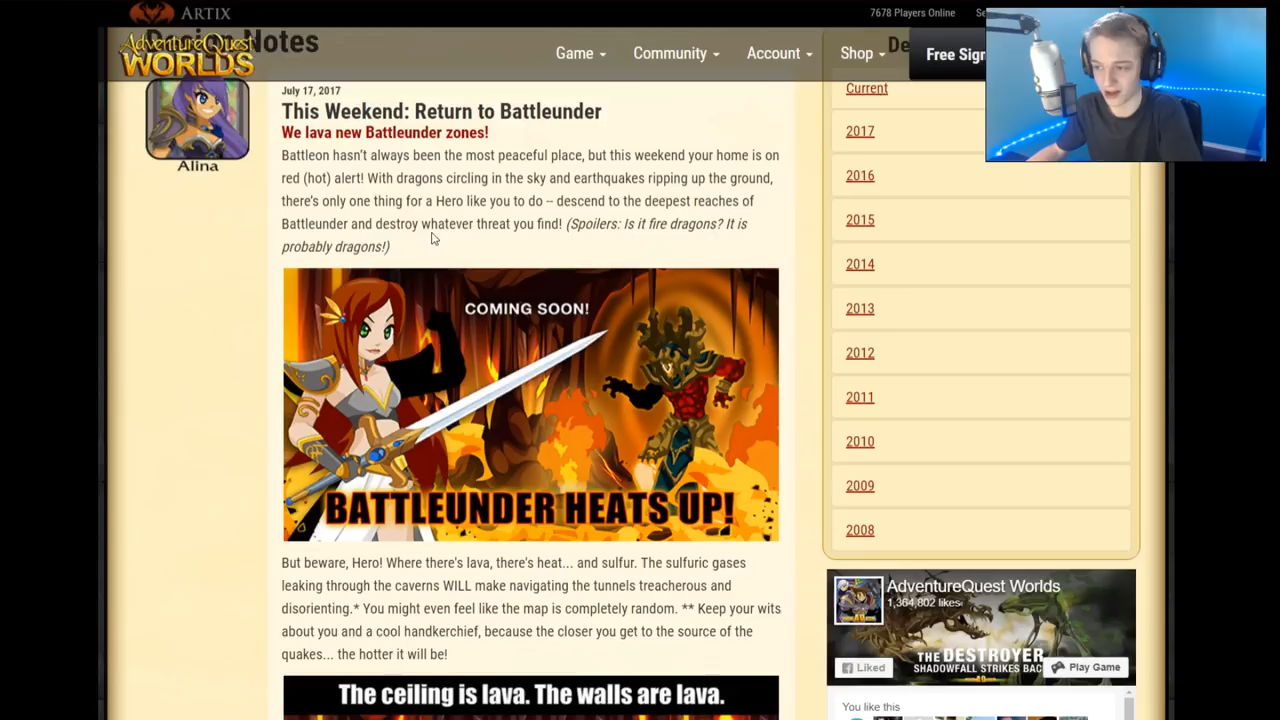 ARTIX
7678 Players Online
Design Notes
AdventureQuest
WORLDS
Game
Community
Account
Shop
Free Sign
Alina
July 17, 2017
This Weekend: Return to Battleunder
We lava new Battleunder zones!
Battleon hasn't always been the most peaceful place, but this weekend your home is on
red (hot) alert! With dragons circling in the sky and earthquakes ripping up the ground,
there's only one thing for a Hero like you to do -- descend to the deepest reaches of
Battleunder and destroy whatever threat you find! (Spoilers: Is it fire dragons? It is
probably dragons!)
COMING SOON!
BATTLEUNDER HEATS UP!
But beware, Hero! Where there's lava, there's heat... and sulfur. The sulfuric gases
leaking through the caverns WILL make navigating the tunnels treacherous and
disorienting.* You might even feel like the map is completely random. ** Keep your wits
about you and a cool handkerchief, because the closer you get to the source of the
quakes... the hotter it will be!
The ceiling is lava. The walls are lava.
Current
2017
2016
2015
2014
2013
2012
2011
2010
2009
2008
AdventureQuest Worlds
1,364,802 likes
THE DESTROYER
SHADOWFALL STRIKES BACK
Liked
Play Game
You like this